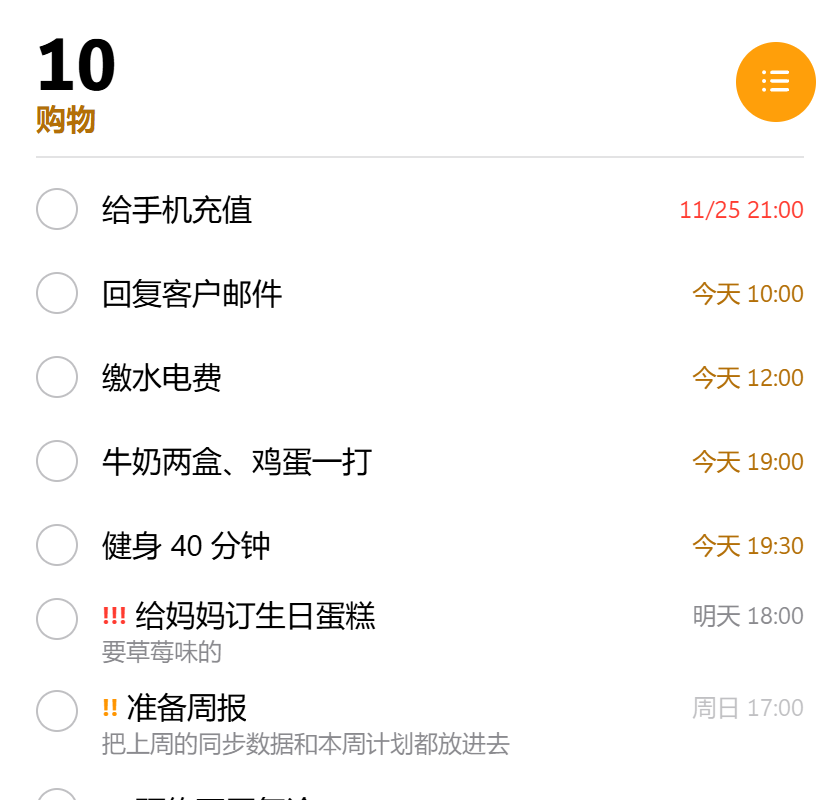 10
购物
给手机充值 11/25 21:00
回复客户邮件 今天 10:00
缴水电费 今天 12:00
牛奶两盒、鸡蛋一打 今天 19:00
健身 40 分钟 今天 19:30
!!! 给妈妈订生日蛋糕 明天 18:00
要草莓味的
!! 准备周报 周日 17:00
把上周的同步数据和本周计划都放进去